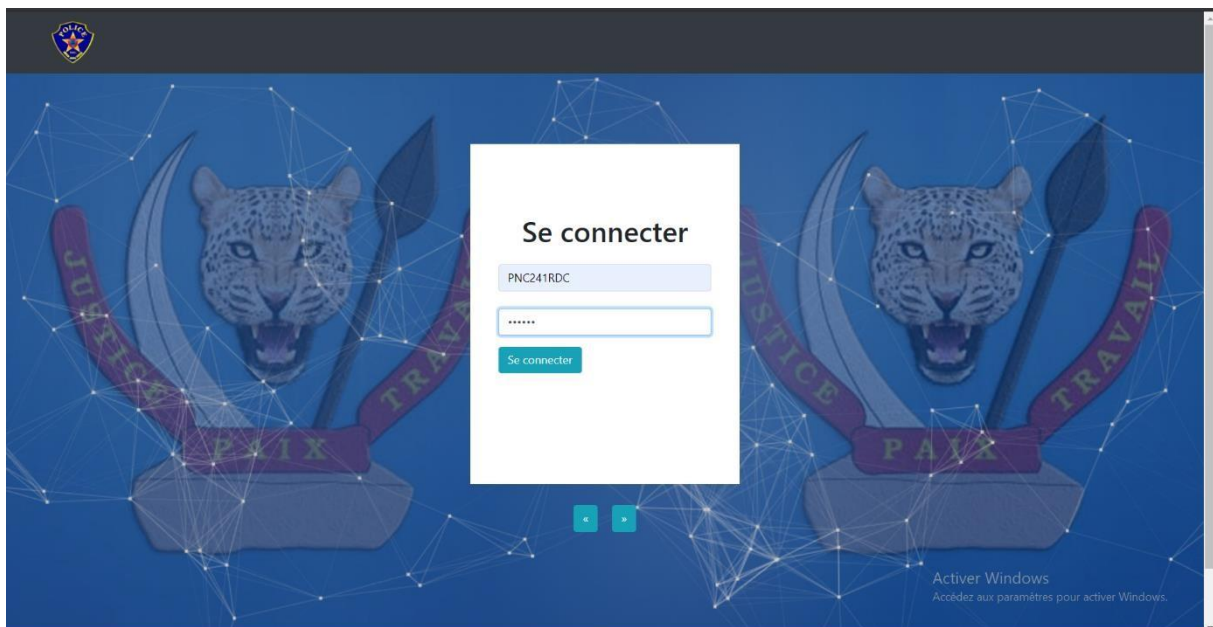 POLICE
Se connecter
PNC241RDC
••••••
Se connecter
JUSTICE
PAIX
TRAVAIL
JUSTICE
PAIX
TRAVAIL
« »
Activer Windows
Accédez aux paramètres pour activer Windows.